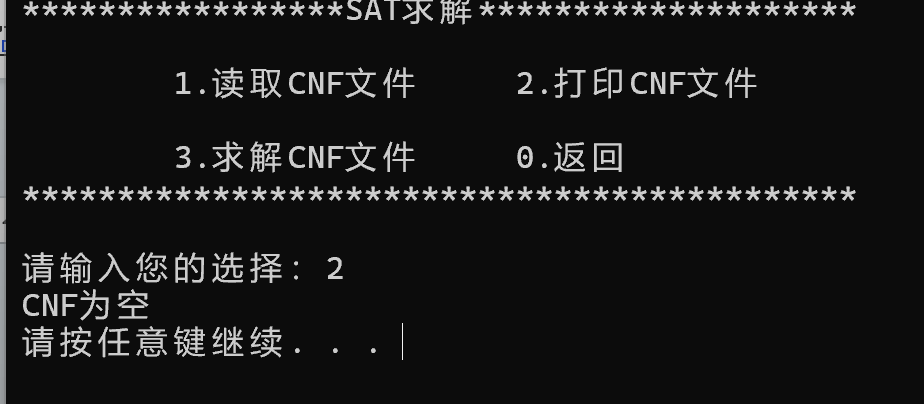 *****************SAT求解********************
1.读取CNF文件 2.打印CNF文件
3.求解CNF文件 0.返回
********************************************
请输入您的选择: 2
CNF为空
请按任意键继续. . .